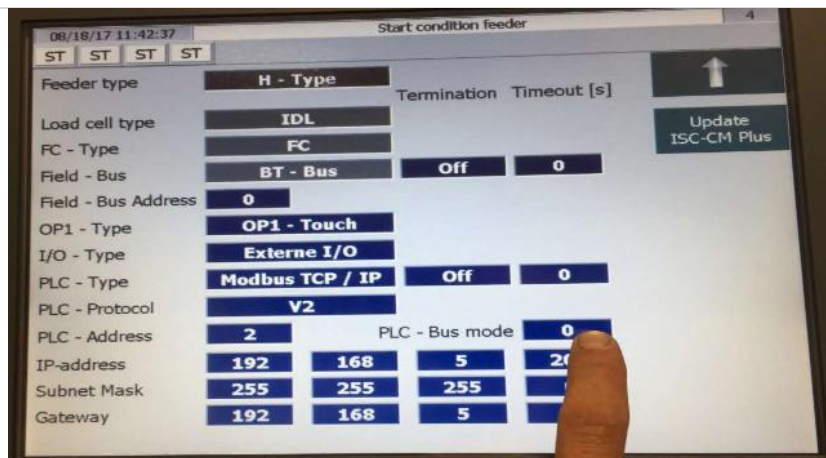 08/18/17 11:42:37 Start condition feeder 4
ST ST ST ST
Feeder type H - Type
Termination Timeout [s]
Load cell type IDL
Update
ISC-CM Plus
FC - Type FC
Field - Bus BT - Bus Off 0
Field - Bus Address 0
OP1 - Type OP1 - Touch
I/O - Type Externe I/O
PLC - Type Modbus TCP / IP Off 0
PLC - Protocol V2
PLC - Address 2 PLC - Bus mode 0
IP-address 192 168 5
Subnet Mask 255 255 255
Gateway 192 168 5